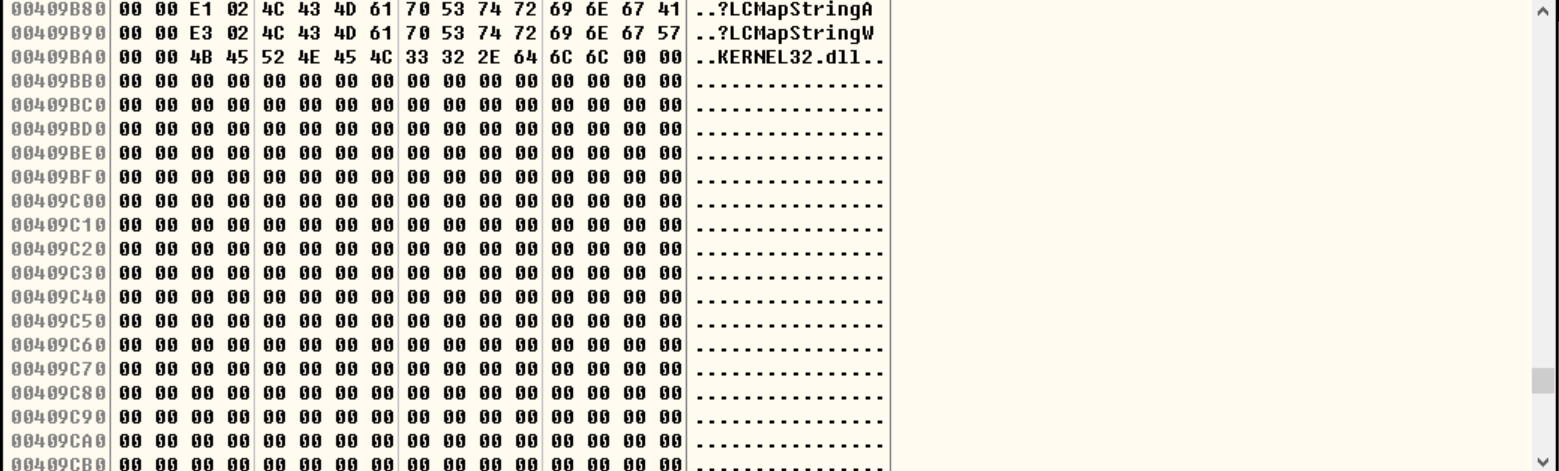 00409B80 00 00 E1 02 4C 43 4D 61 70 53 74 72 69 6E 67 41 ..?LCMapStringA
00409B90 00 00 E3 02 4C 43 4D 61 70 53 74 72 69 6E 67 57 ..?LCMapStringW
00409BA0 00 00 4B 45 52 4E 45 4C 33 32 2E 64 6C 6C 00 00 ..KERNEL32.dll..
00409BB0 00 00 00 00 00 00 00 00 00 00 00 00 00 00 00 00 ................
00409BC0 00 00 00 00 00 00 00 00 00 00 00 00 00 00 00 00 ................
00409BD0 00 00 00 00 00 00 00 00 00 00 00 00 00 00 00 00 ................
00409BE0 00 00 00 00 00 00 00 00 00 00 00 00 00 00 00 00 ................
00409BF0 00 00 00 00 00 00 00 00 00 00 00 00 00 00 00 00 ................
00409C00 00 00 00 00 00 00 00 00 00 00 00 00 00 00 00 00 ................
00409C10 00 00 00 00 00 00 00 00 00 00 00 00 00 00 00 00 ................
00409C20 00 00 00 00 00 00 00 00 00 00 00 00 00 00 00 00 ................
00409C30 00 00 00 00 00 00 00 00 00 00 00 00 00 00 00 00 ................
00409C40 00 00 00 00 00 00 00 00 00 00 00 00 00 00 00 00 ................
00409C50 00 00 00 00 00 00 00 00 00 00 00 00 00 00 00 00 ................
00409C60 00 00 00 00 00 00 00 00 00 00 00 00 00 00 00 00 ................
00409C70 00 00 00 00 00 00 00 00 00 00 00 00 00 00 00 00 ................
00409C80 00 00 00 00 00 00 00 00 00 00 00 00 00 00 00 00 ................
00409C90 00 00 00 00 00 00 00 00 00 00 00 00 00 00 00 00 ................
00409CA0 00 00 00 00 00 00 00 00 00 00 00 00 00 00 00 00 ................
00409CB0 00 00 00 00 00 00 00 00 00 00 00 00 00 00 00 00 ................